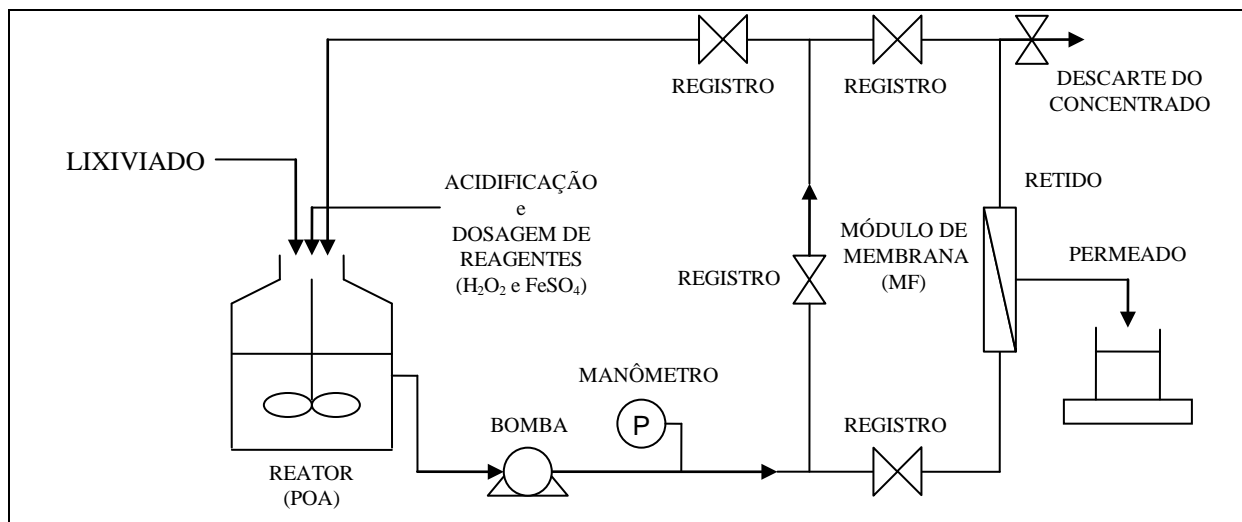 REGISTRO
REGISTRO
DESCARTE DO
CONCENTRADO
LIXIVIADO
ACIDIFICAÇÃO
e
DOSAGEM DE
REAGENTES
(H₂O₂ e FeSO₄)
RETIDO
REGISTRO
MÓDULO DE
MEMBRANA
(MF)
PERMEADO
MANÔMETRO
P
BOMBA
REGISTRO
REATOR
(POA)